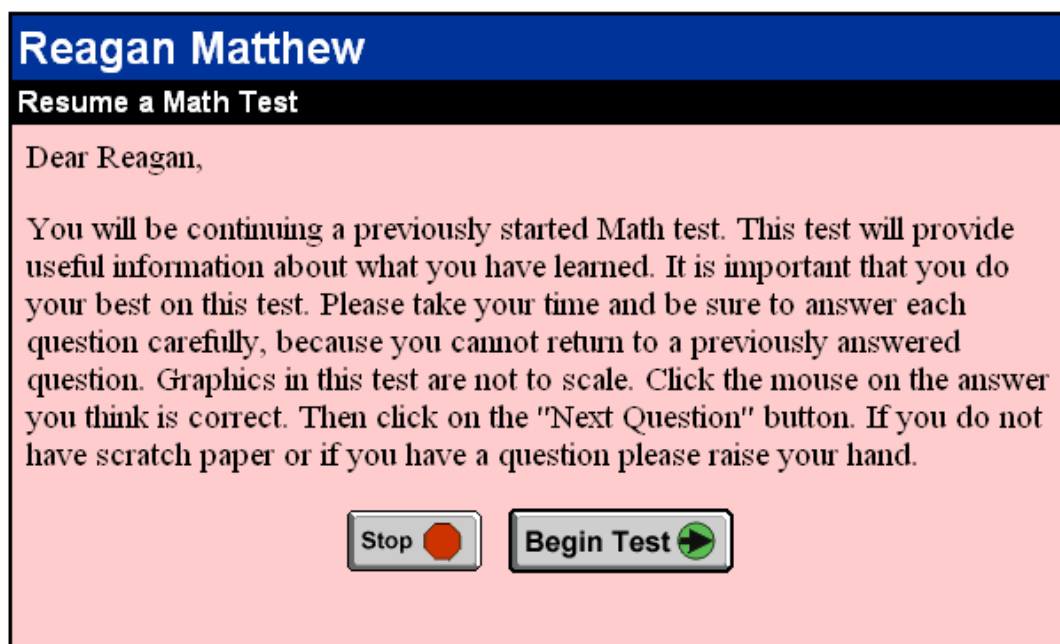 Reagan Matthew
Resume a Math Test
Dear Reagan,
You will be continuing a previously started Math test. This test will provide
useful information about what you have learned. It is important that you do
your best on this test. Please take your time and be sure to answer each
question carefully, because you cannot return to a previously answered
question. Graphics in this test are not to scale. Click the mouse on the answer
you think is correct. Then click on the "Next Question" button. If you do not
have scratch paper or if you have a question please raise your hand.
Stop
Begin Test